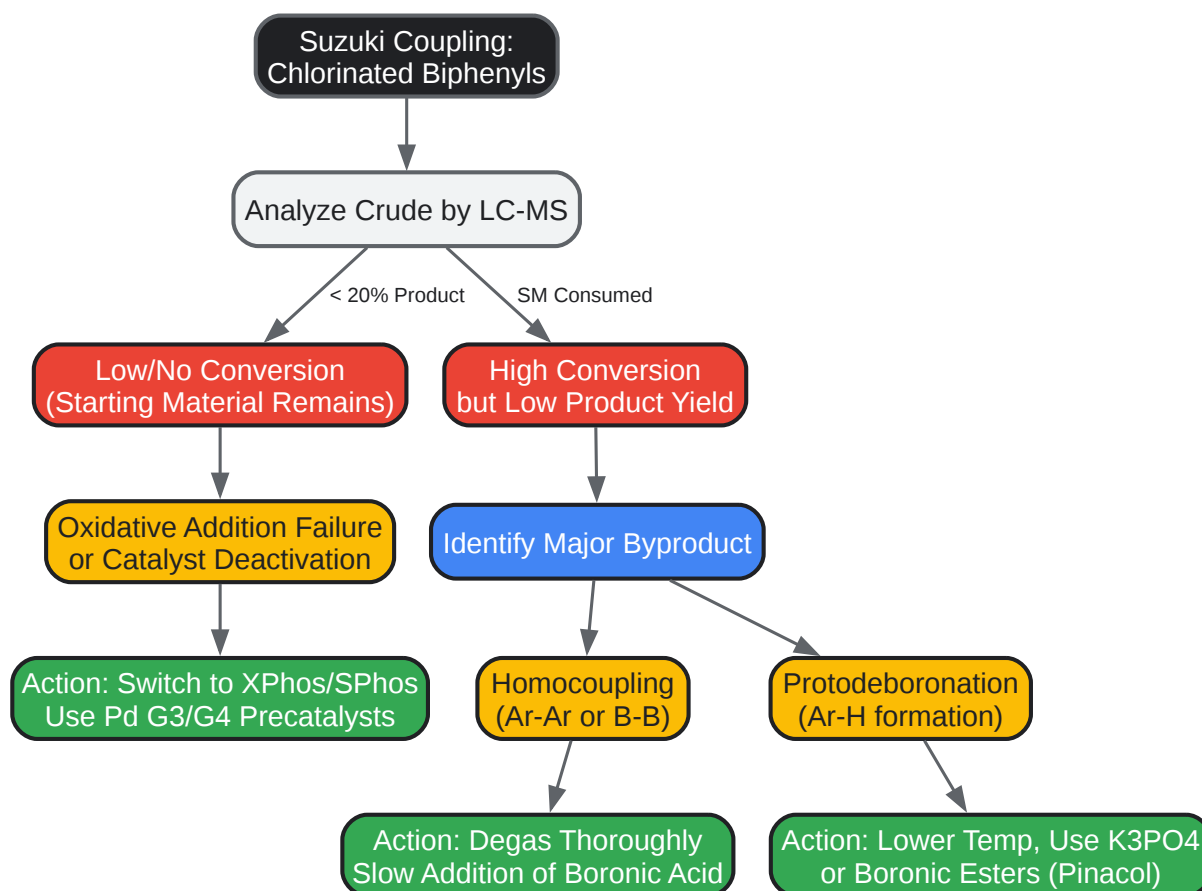 Suzuki Coupling:
Chlorinated Biphenyls
Analyze Crude by LC-MS
< 20% Product
SM Consumed
Low/No Conversion
(Starting Material Remains)
High Conversion
but Low Product Yield
Oxidative Addition Failure
or Catalyst Deactivation
Identify Major Byproduct
Action: Switch to XPhos/SPhos
Use Pd G3/G4 Precatalysts
Homocoupling
(Ar-Ar or B-B)
Protodeboronation
(Ar-H formation)
Action: Degas Thoroughly
Slow Addition of Boronic Acid
Action: Lower Temp, Use K3PO4
or Boronic Esters (Pinacol)